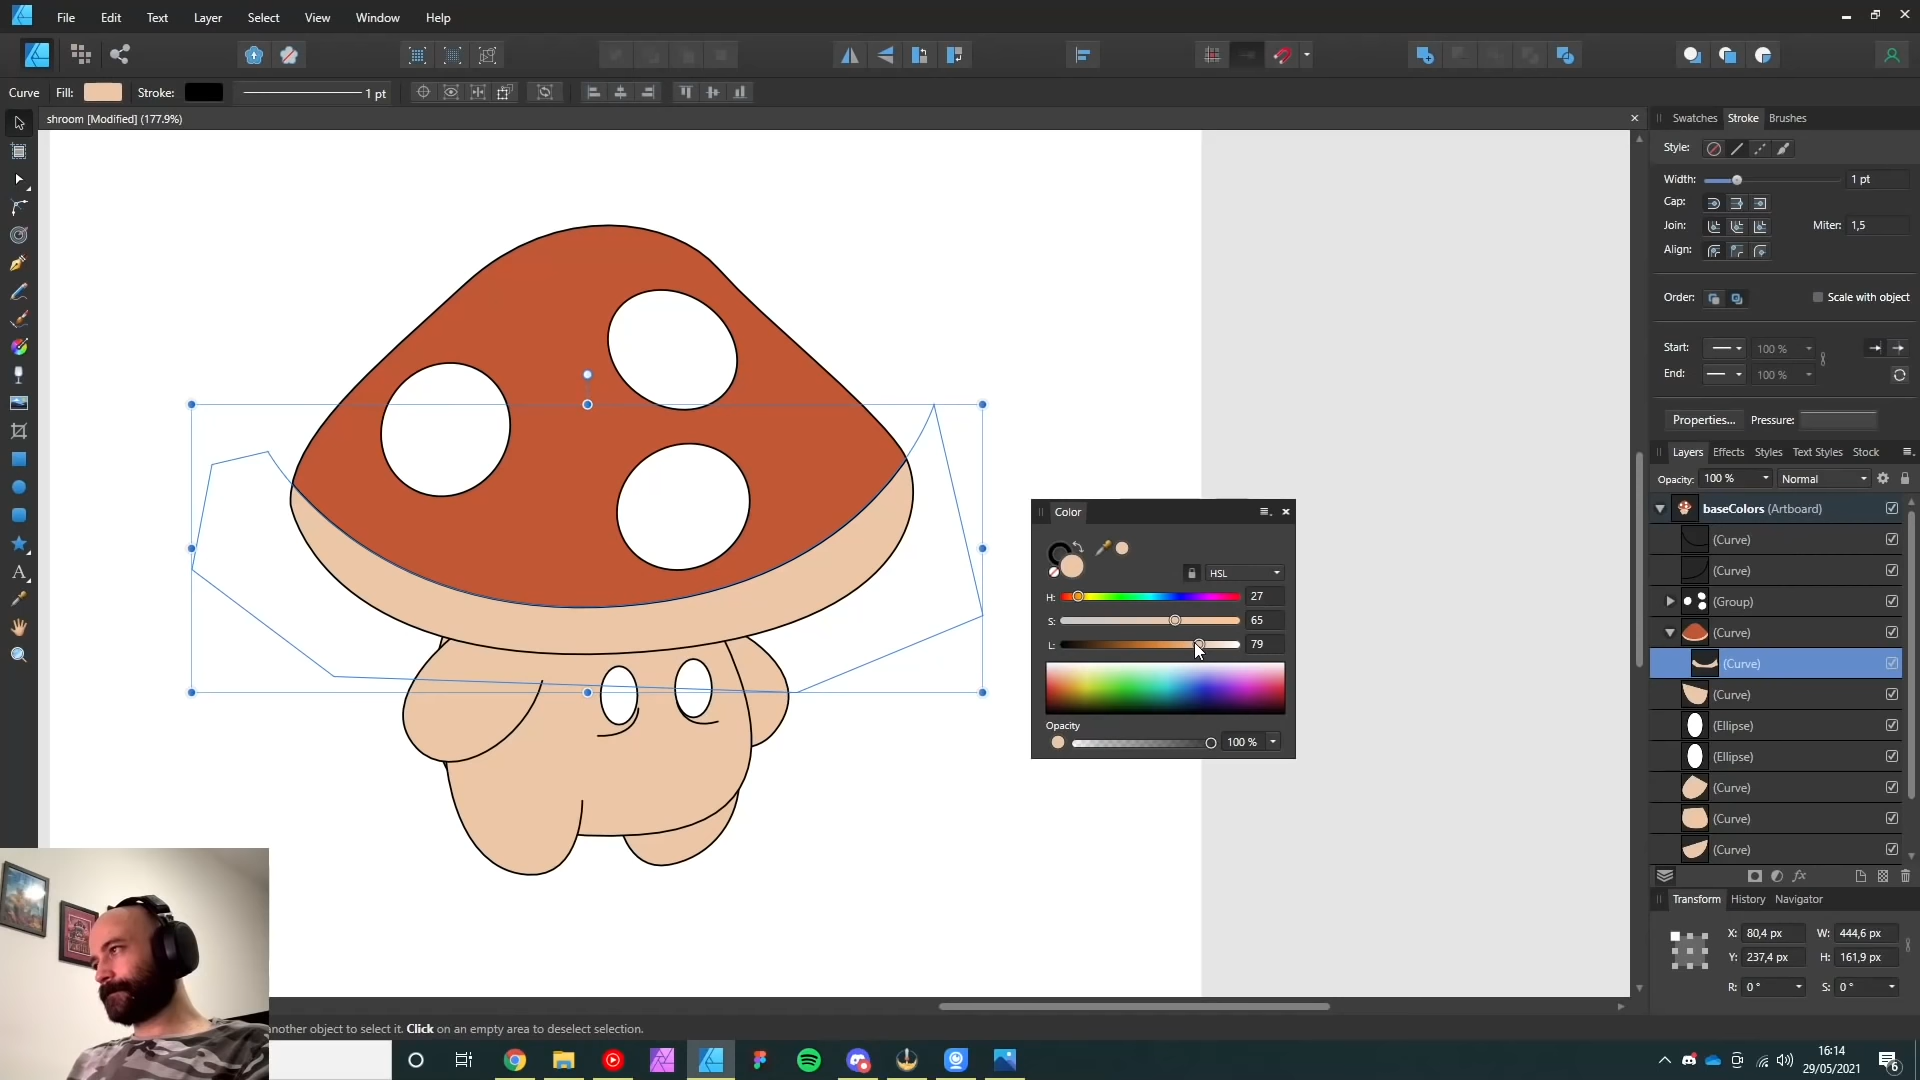 File Edit Text Layer Select View Window Help
Curve Fill: Stroke: 1 pt
shroom [Modified] (177.9%)
Swatches Stroke Brushes
Style:
Width: 1 pt
Cap:
Join: Miter: 1,5
Align:
Order: Scale with object
Start: 100 %
End: 100 %
Properties... Pressure:
Layers Effects Styles Text Styles Stock
Opacity: 100 % Normal
baseColors (Artboard)
(Curve)
(Curve)
(Group)
(Curve)
(Curve)
(Curve)
(Ellipse)
(Ellipse)
(Curve)
(Curve)
(Curve)
Color
HSL
H: 27
S: 65
L: 79
Opacity
100 %
Transform History Navigator
X: 80,4 px W: 444,6 px
Y: 237,4 px H: 161,9 px
R: 0 ° S: 0 °
another object to select it. Click on an empty area to deselect selection.
16:14
29/05/2021
6